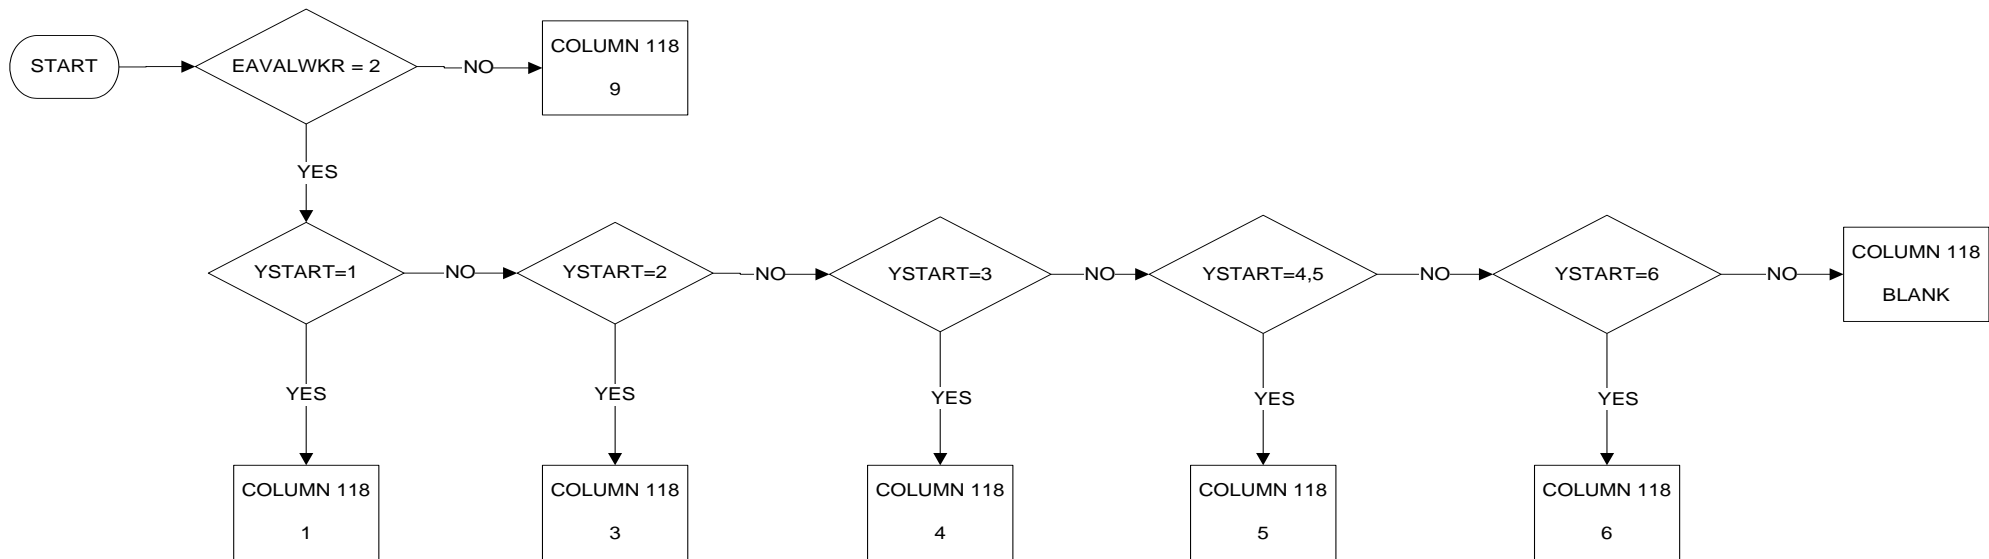 START
EAVALWKR = 2
NO
COLUMN 118
9
YES
YSTART=1
NO
YSTART=2
NO
YSTART=3
NO
YSTART=4,5
NO
YSTART=6
NO
COLUMN 118
BLANK
YES
YES
YES
YES
YES
COLUMN 118
1
COLUMN 118
3
COLUMN 118
4
COLUMN 118
5
COLUMN 118
6